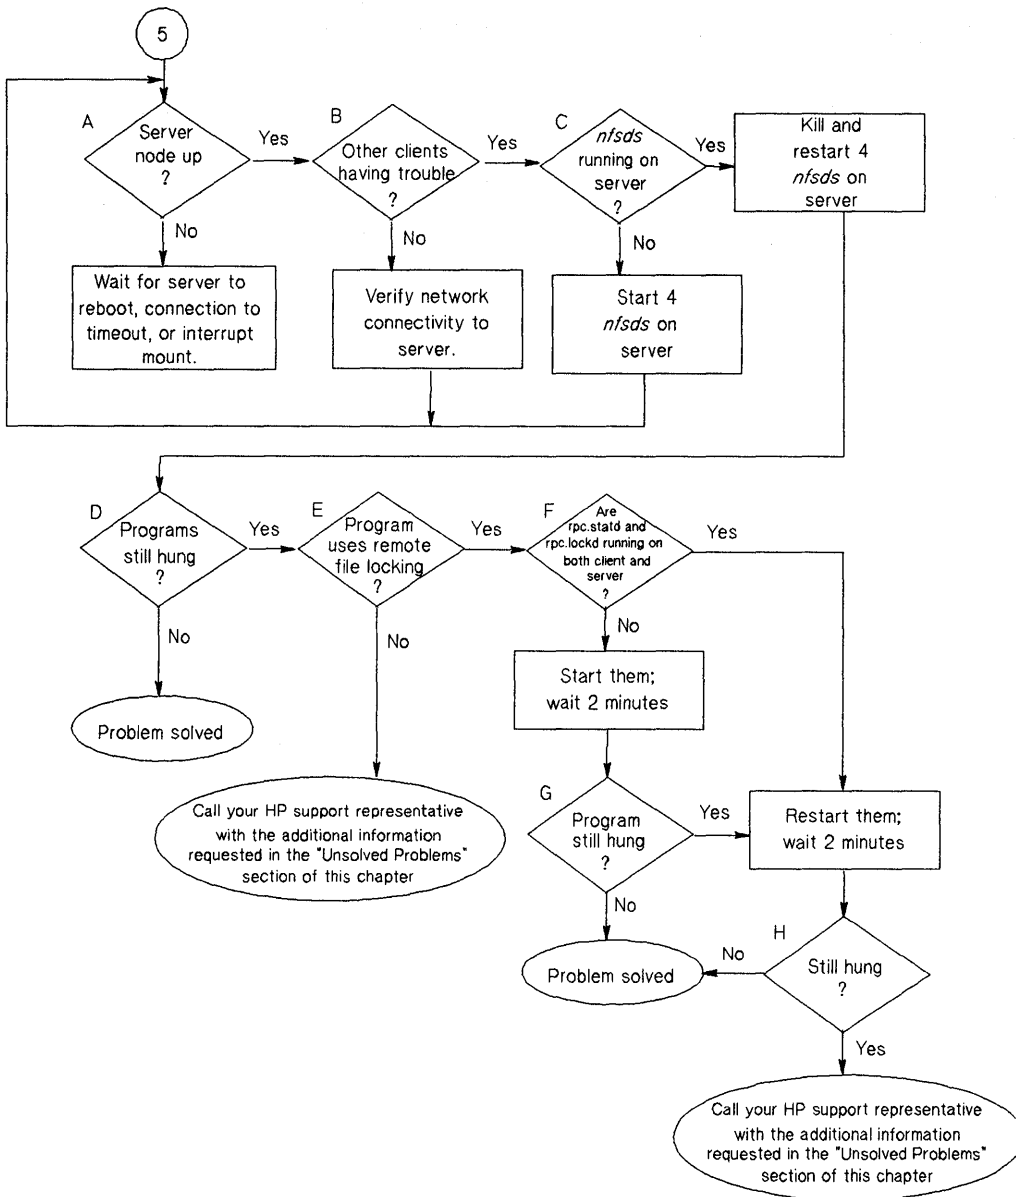 5
A
Server
node up
?
Yes
No
B
Other clients
having trouble
?
Yes
No
C
nfsds
running on
server
?
Yes
No
Kill and
restart 4
nfsds on
server
Wait for server to
reboot, connection to
timeout, or interrupt
mount.
Verify network
connectivity to
server.
Start 4
nfsds on
server
D
Programs
still hung
?
Yes
No
E
Program
uses remote
file locking
?
Yes
No
F
Are
rpc.statd and
rpc.lockd running on
both client and
server
?
Yes
No
Start them;
wait 2 minutes
Problem solved
Call your HP support representative
with the additional information
requested in the "Unsolved Problems"
section of this chapter
G
Program
still hung
?
Yes
No
Restart them;
wait 2 minutes
Problem solved
H
Still hung
?
No
Yes
Call your HP support representative
with the additional information
requested in the "Unsolved Problems"
section of this chapter